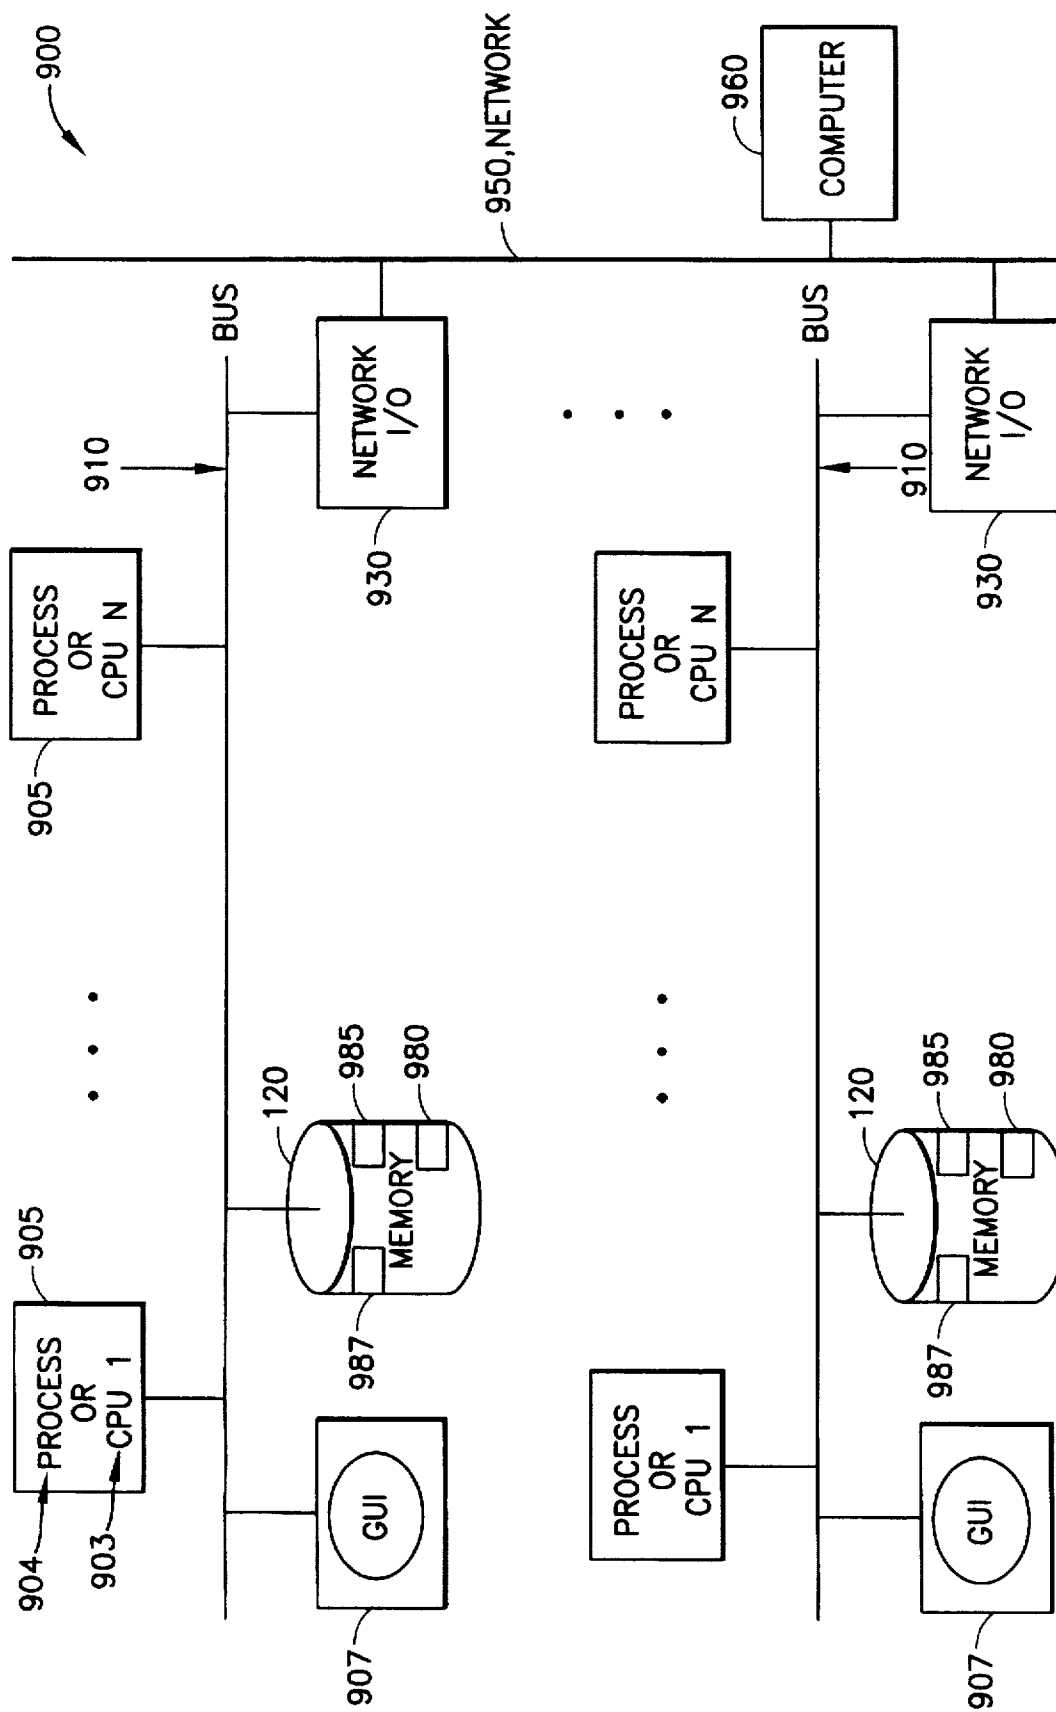 900
904
903
PROCESS
OR
CPU 1
905
905
PROCESS
OR
CPU N
910
BUS
907
GUI
987
MEMORY
120
985
980
930
NETWORK
I/O
950,NETWORK
PROCESS
OR
CPU 1
PROCESS
OR
CPU N
960
COMPUTER
BUS
910
907
GUI
987
MEMORY
120
985
980
930
NETWORK
I/O